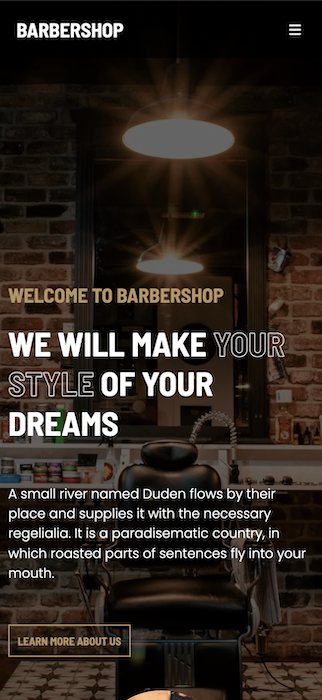 BARBERSHOP
WELCOME TO BARBERSHOP
WE WILL MAKE YOUR
STYLE OF YOUR
DREAMS
A small river named Duden flows by their
place and supplies it with the necessary
regelialia. It is a paradisematic country, in
which roasted parts of sentences fly into your
mouth.
LEARN MORE ABOUT US